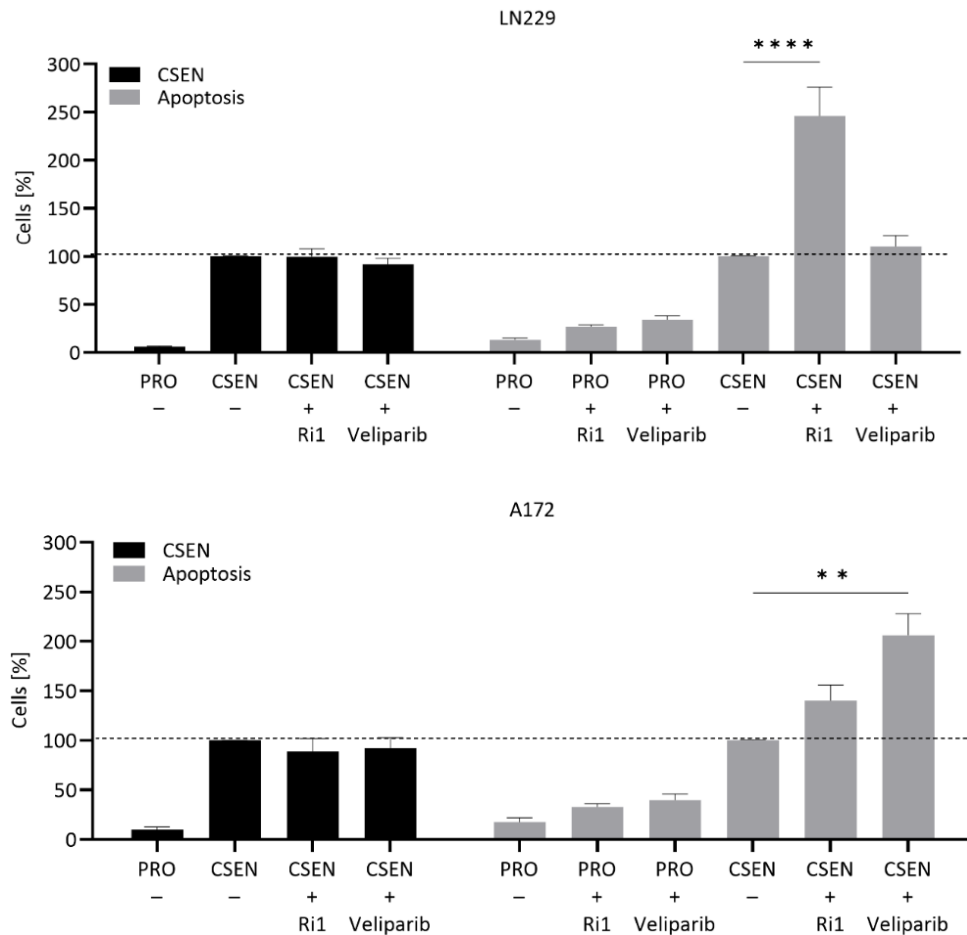 LN229
****
300
CSEN
Apoptosis
250
200
150
100
50
0
Cells [%]
PRO CSEN CSEN CSEN PRO PRO PRO CSEN CSEN CSEN
– – + + – + + – + +
Ri1 Veliparib Ri1 Veliparib Ri1 Veliparib
A172
300
CSEN
Apoptosis
**
250
200
150
100
50
0
Cells [%]
PRO CSEN CSEN CSEN PRO PRO PRO CSEN CSEN CSEN
– – + + – + + – + +
Ri1 Veliparib Ri1 Veliparib Ri1 Veliparib